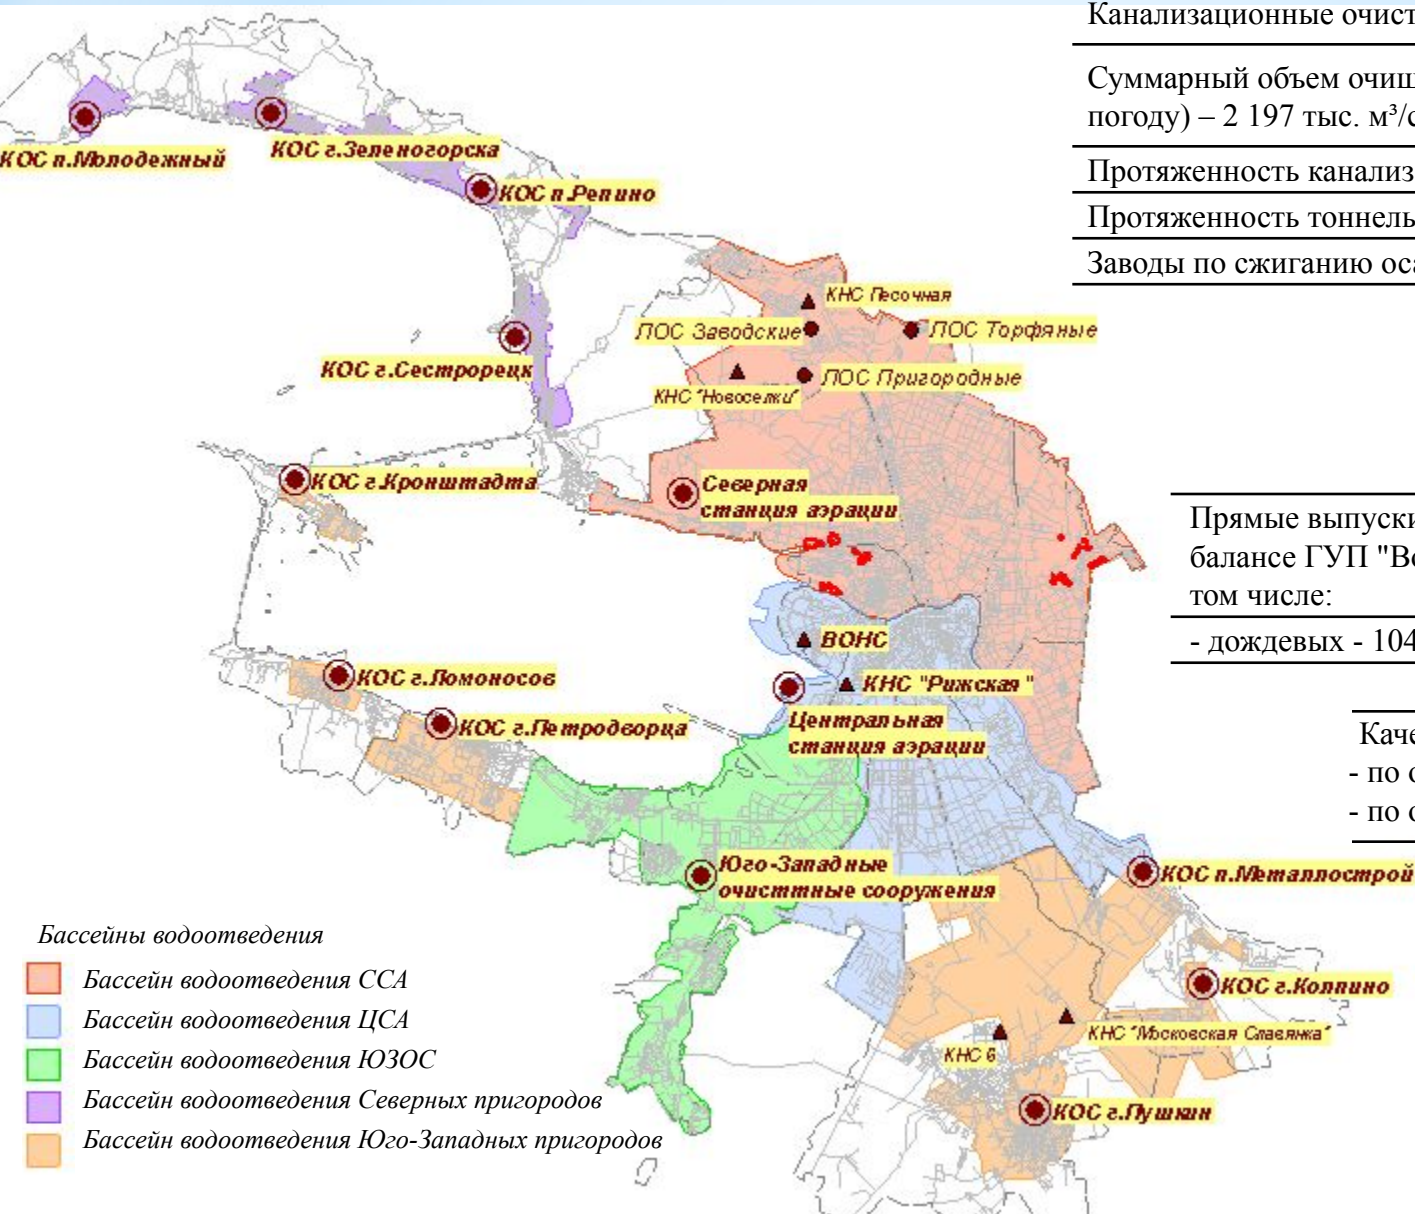 Канализационные очист
Суммарный объем очищ
погоду) – 2 197 тыс. м³/с
Протяженность канализ
Протяженность тоннель
Заводы по сжиганию оса
КОС п.Молодежный
КОС г.Зеленогорска
КОС п.Репино
КНС Песочная
ЛОС Заводские
ЛОС Торфяные
КОС г.Сестрорецк
ЛОС Пригородные
КНС "Новоселки"
КОС г.Кронштадта
Северная
станция аэрации
Прямые выпуски
балансе ГУП "Во
том числе:
- дождевых - 104
ВОНС
КОС г.Ломоносов
КНС "Рижская"
КОС г.Петродворца
Центральная
станция аэрации
Каче
- по о
- по о
Юго-Западные
очисттные сооружения
КОС п.Металлострой
Бассейны водоотведения
Бассейн водоотведения ССА
Бассейн водоотведения ЦСА
Бассейн водоотведения ЮЗОС
Бассейн водоотведения Северных пригородов
Бассейн водоотведения Юго-Западных пригородов
КОС г.Колпино
КНС "Московская Славянка"
КНС 6
КОС г.Пушкин